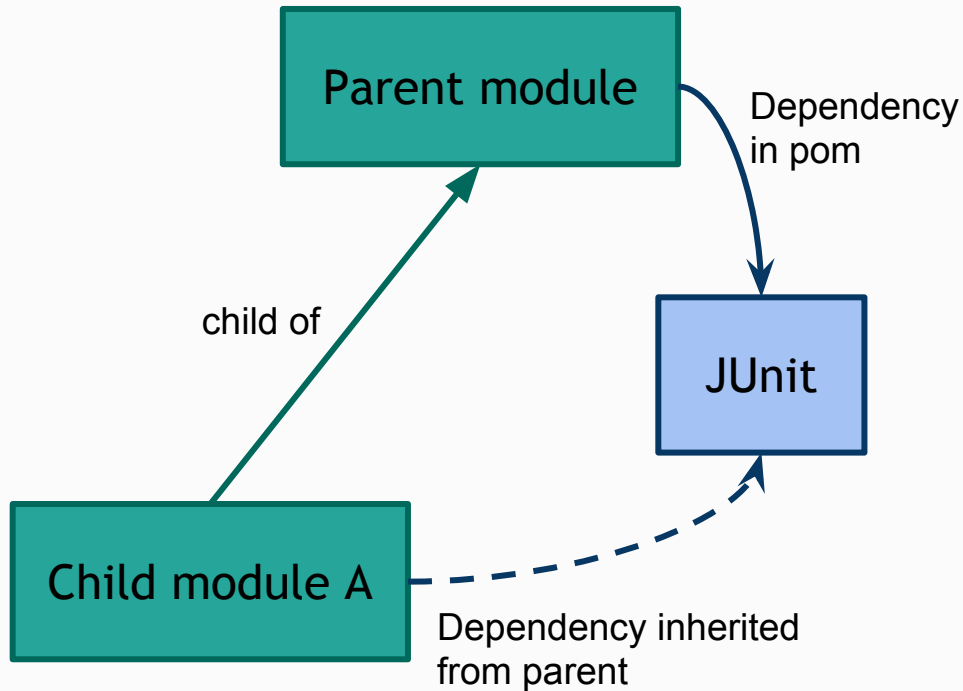 Parent module
Dependency
in pom
child of
JUnit
Child module A
Dependency inherited
from parent